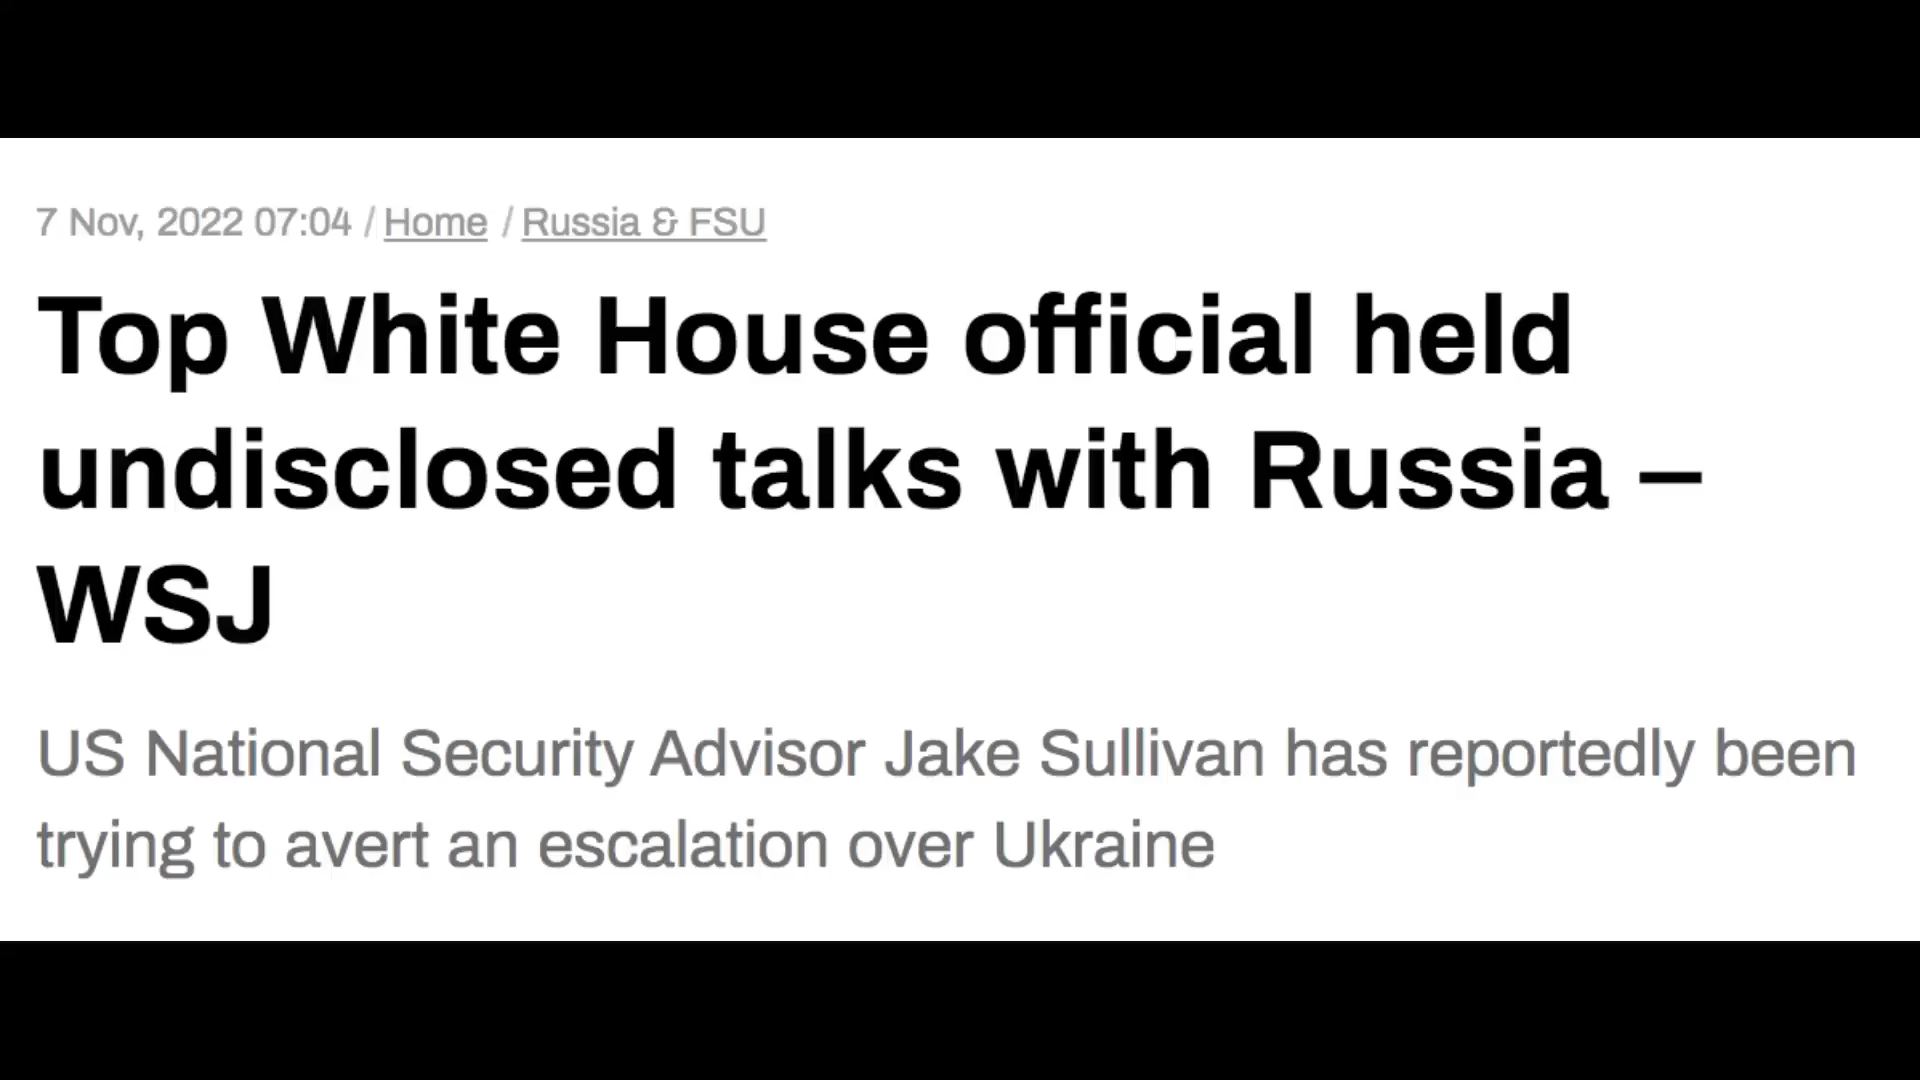 7 Nov, 2022 07:04 / Home / Russia & FSU
Top White House official held
undisclosed talks with Russia –
WSJ
US National Security Advisor Jake Sullivan has reportedly been
trying to avert an escalation over Ukraine